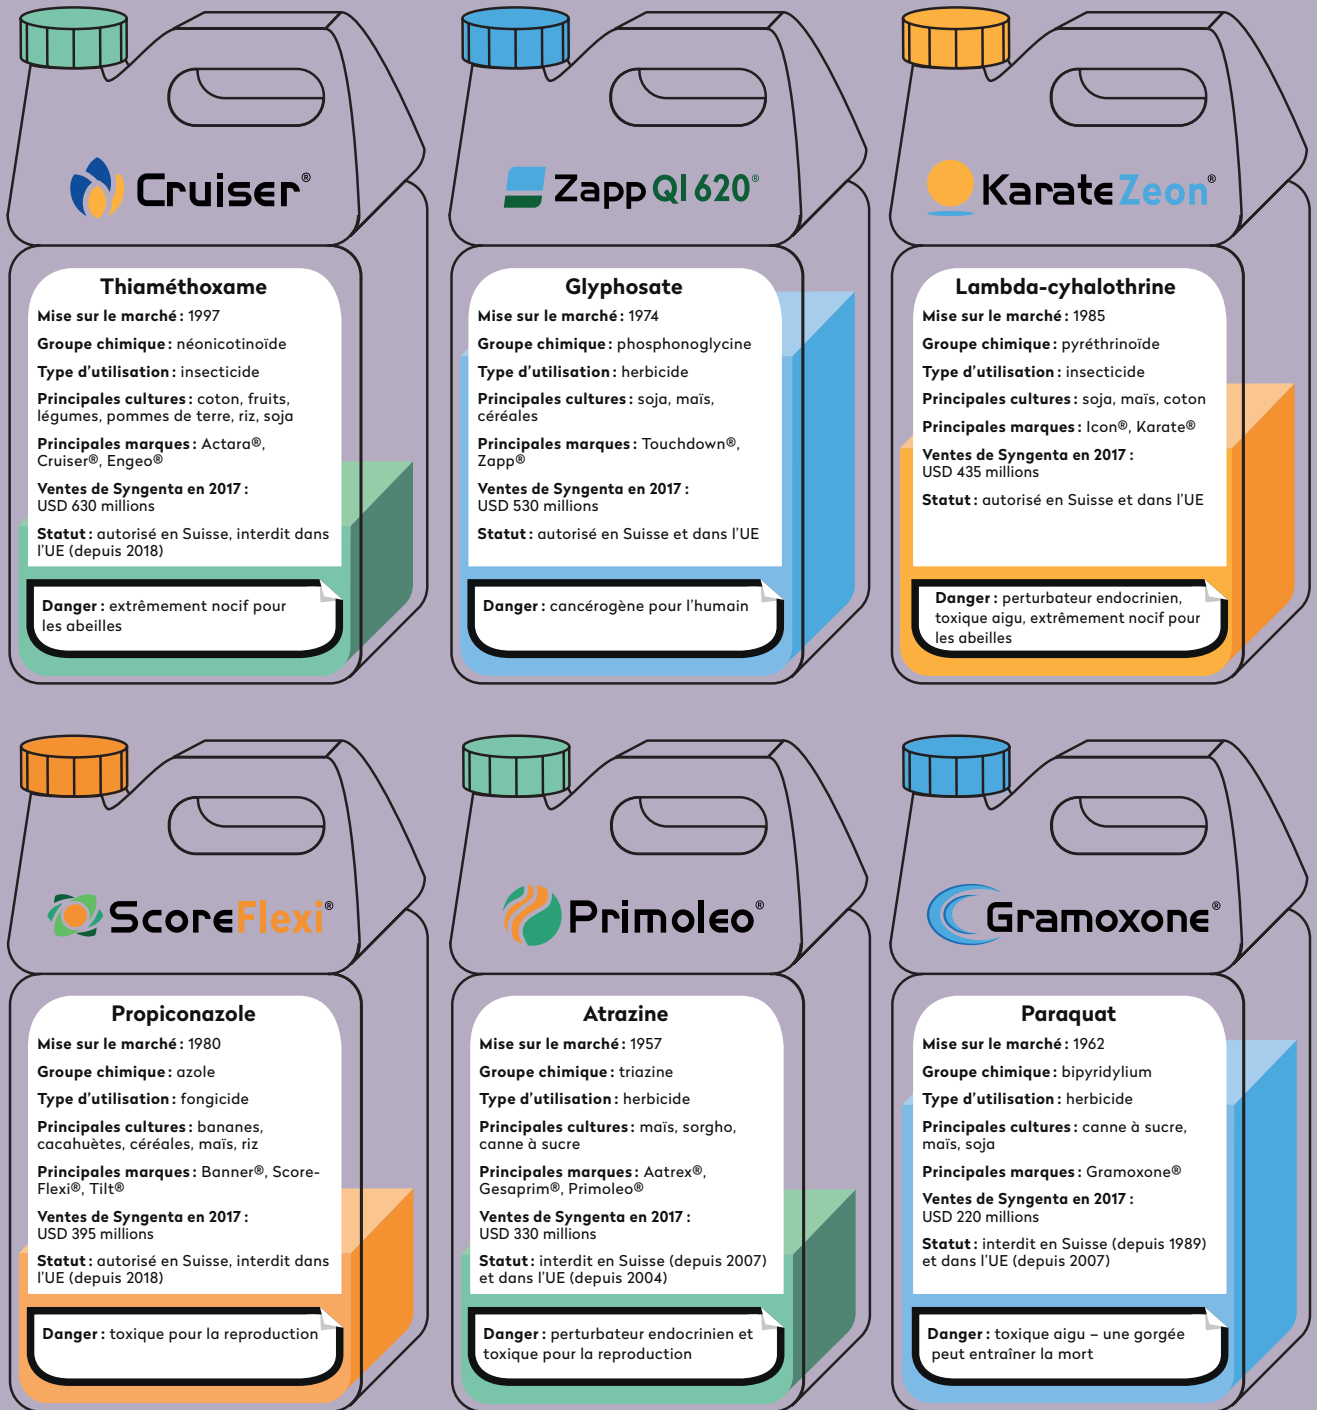 Cruiser®
Thiaméthoxame
Mise sur le marché : 1997
Groupe chimique : néonicotinoïde
Type d'utilisation : insecticide
Principales cultures : coton, fruits,
légumes, pommes de terre, riz, soja
Principales marques : Actara®,
Cruiser®, Engeo®
Ventes de Syngenta en 2017 :
USD 630 millions
Statut : autorisé en Suisse, interdit dans
l'UE (depuis 2018)
Danger : extrêmement nocif pour
les abeilles
Zapp QI 620®
Glyphosate
Mise sur le marché : 1974
Groupe chimique : phosphonoglycine
Type d'utilisation : herbicide
Principales cultures : soja, maïs,
céréales
Principales marques : Touchdown®,
Zapp®
Ventes de Syngenta en 2017 :
USD 530 millions
Statut : autorisé en Suisse et dans l'UE
Danger : cancérogène pour l'humain
Karate Zeon®
Lambda-cyhalothrine
Mise sur le marché : 1985
Groupe chimique : pyréthrinoïde
Type d'utilisation : insecticide
Principales cultures : soja, maïs, coton
Principales marques : Icon®, Karate®
Ventes de Syngenta en 2017 :
USD 435 millions
Statut : autorisé en Suisse et dans l'UE
Danger : perturbateur endocrinien,
toxique aigu, extrêmement nocif pour
les abeilles
ScoreFlexi®
Propiconazole
Mise sur le marché : 1980
Groupe chimique : azole
Type d'utilisation : fongicide
Principales cultures : bananes,
cacahuètes, céréales, maïs, riz
Principales marques : Banner®, Score-
Flexi®, Tilt®
Ventes de Syngenta en 2017 :
USD 395 millions
Statut : autorisé en Suisse, interdit dans
l'UE (depuis 2018)
Danger : toxique pour la reproduction
Primoleo®
Atrazine
Mise sur le marché : 1957
Groupe chimique : triazine
Type d'utilisation : herbicide
Principales cultures : maïs, sorgho,
canne à sucre
Principales marques : Aatrex®,
Gesaprim®, Primoleo®
Ventes de Syngenta en 2017 :
USD 330 millions
Statut : interdit en Suisse (depuis 2007)
et dans l'UE (depuis 2004)
Danger : perturbateur endocrinien et
toxique pour la reproduction
Gramoxone®
Paraquat
Mise sur le marché : 1962
Groupe chimique : bipyridylium
Type d'utilisation : herbicide
Principales cultures : canne à sucre,
maïs, soja
Principales marques : Gramoxone®
Ventes de Syngenta en 2017 :
USD 220 millions
Statut : interdit en Suisse (depuis 1989)
et dans l'UE (depuis 2007)
Danger : toxique aigu – une gorgée
peut entraîner la mort